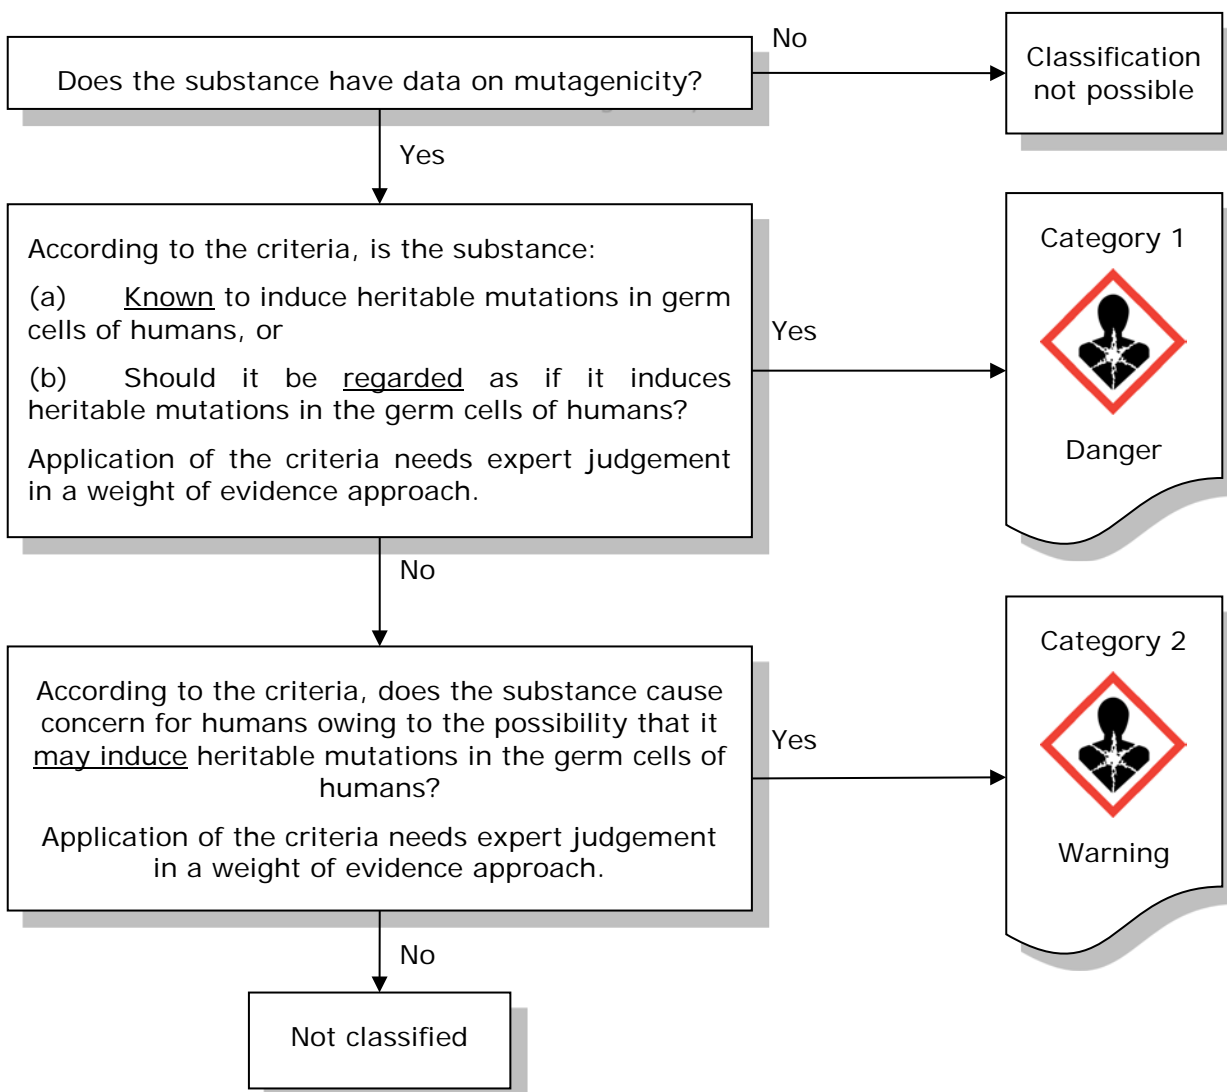 Does the substance have data on mutagenicity?
No
Classification
not possible
Yes
According to the criteria, is the substance:
(a) Known to induce heritable mutations in germ
cells of humans, or
(b) Should it be regarded as if it induces
heritable mutations in the germ cells of humans?
Application of the criteria needs expert judgement
in a weight of evidence approach.
Yes
Category 1
Danger
No
According to the criteria, does the substance cause
concern for humans owing to the possibility that it
may induce heritable mutations in the germ cells of
humans?
Application of the criteria needs expert judgement
in a weight of evidence approach.
Yes
Category 2
Warning
No
Not classified